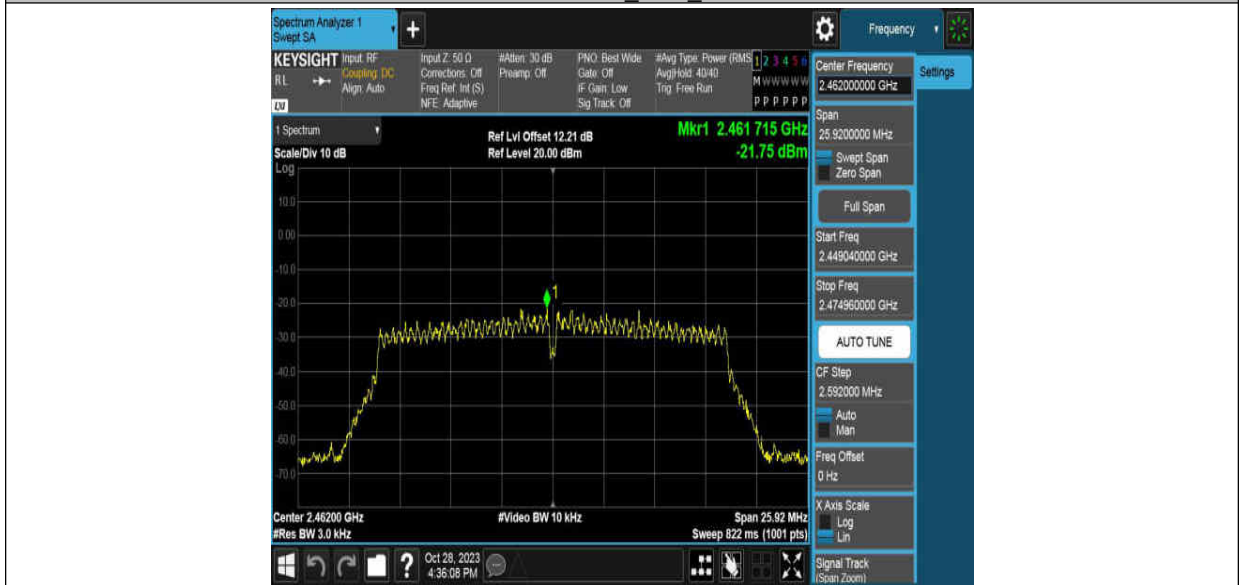 Spectrum Analyzer 1
Swept SA
+
Frequency
KEYSIGHT
RL
LXI
Input: RF
Coupling: DC
Align: Auto
Input Z: 50 Ω
Corrections: Off
Freq Ref: Int (S)
NFE: Adaptive
#Atten: 30 dB
Preamp: Off
PNO: Best Wide
Gate: Off
IF Gain: Low
Sig Track: Off
#Avg Type: Power (RMS
Avg|Hold: 40/40
Trig: Free Run
1 2 3 4 5 6
M W W W W W
P P P P P P
Center Frequency
2.462000000 GHz
Settings
1 Spectrum
Scale/Div 10 dB
Ref Lvl Offset 12.21 dB
Ref Level 20.00 dBm
Mkr1 2.461 715 GHz
-21.75 dBm
Span
25.9200000 MHz
Swept Span
Zero Span
Full Span
Start Freq
2.449040000 GHz
Stop Freq
2.474960000 GHz
AUTO TUNE
CF Step
2.592000 MHz
Auto
Man
Freq Offset
0 Hz
X Axis Scale
Log
Lin
Signal Track
(Span Zoom)
Log
10.0
0.00
-10.0
-20.0
-30.0
-40.0
-50.0
-60.0
-70.0
1
Center 2.46200 GHz
#Video BW 10 kHz
Span 25.92 MHz
#Res BW 3.0 kHz
Sweep 822 ms (1001 pts)
?
Oct 28, 2023
4:36:08 PM